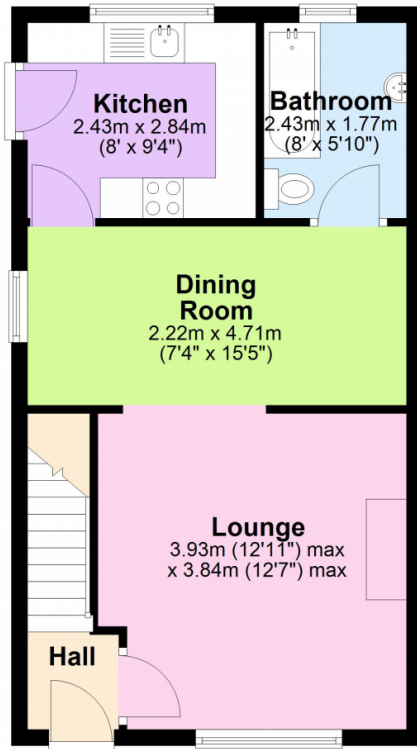 Kitchen
2.43m x 2.84m
(8' x 9'4")
Bathroom
2.43m x 1.77m
(8' x 5'10")
Dining
Room
2.22m x 4.71m
(7'4" x 15'5")
Lounge
3.93m (12'11") max
x 3.84m (12'7") max
Hall